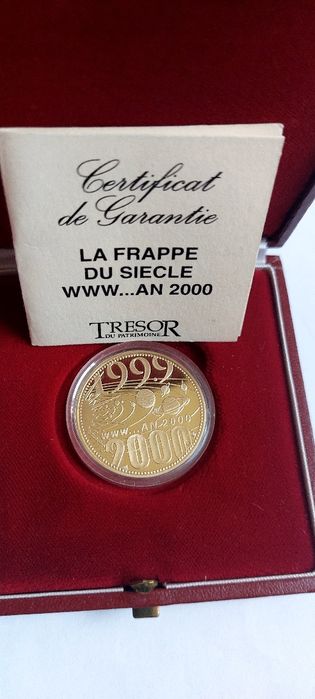 Certificat
de Garantie
LA FRAPPE
DU SIECLE
WWW...AN 2000
TRESOR
DU PATRIMOINE
1999
WWW...AN-2000
2000